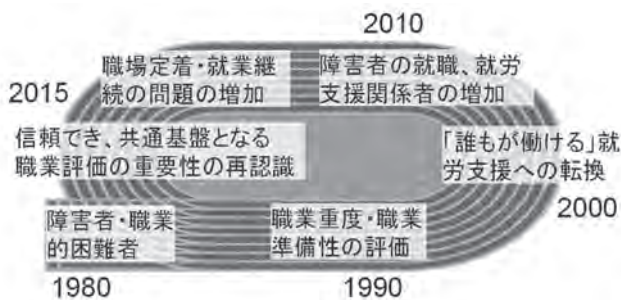 2010
職場定着・就業継
続の問題の増加
障害者の就職、就労
支援関係者の増加
2015
信頼でき、共通基盤となる
職業評価の重要性の再認識
「誰もが働ける」就
労支援への転換
2000
障害者・職業
的困難者
職業重度・職業
準備性の評価
1980
1990